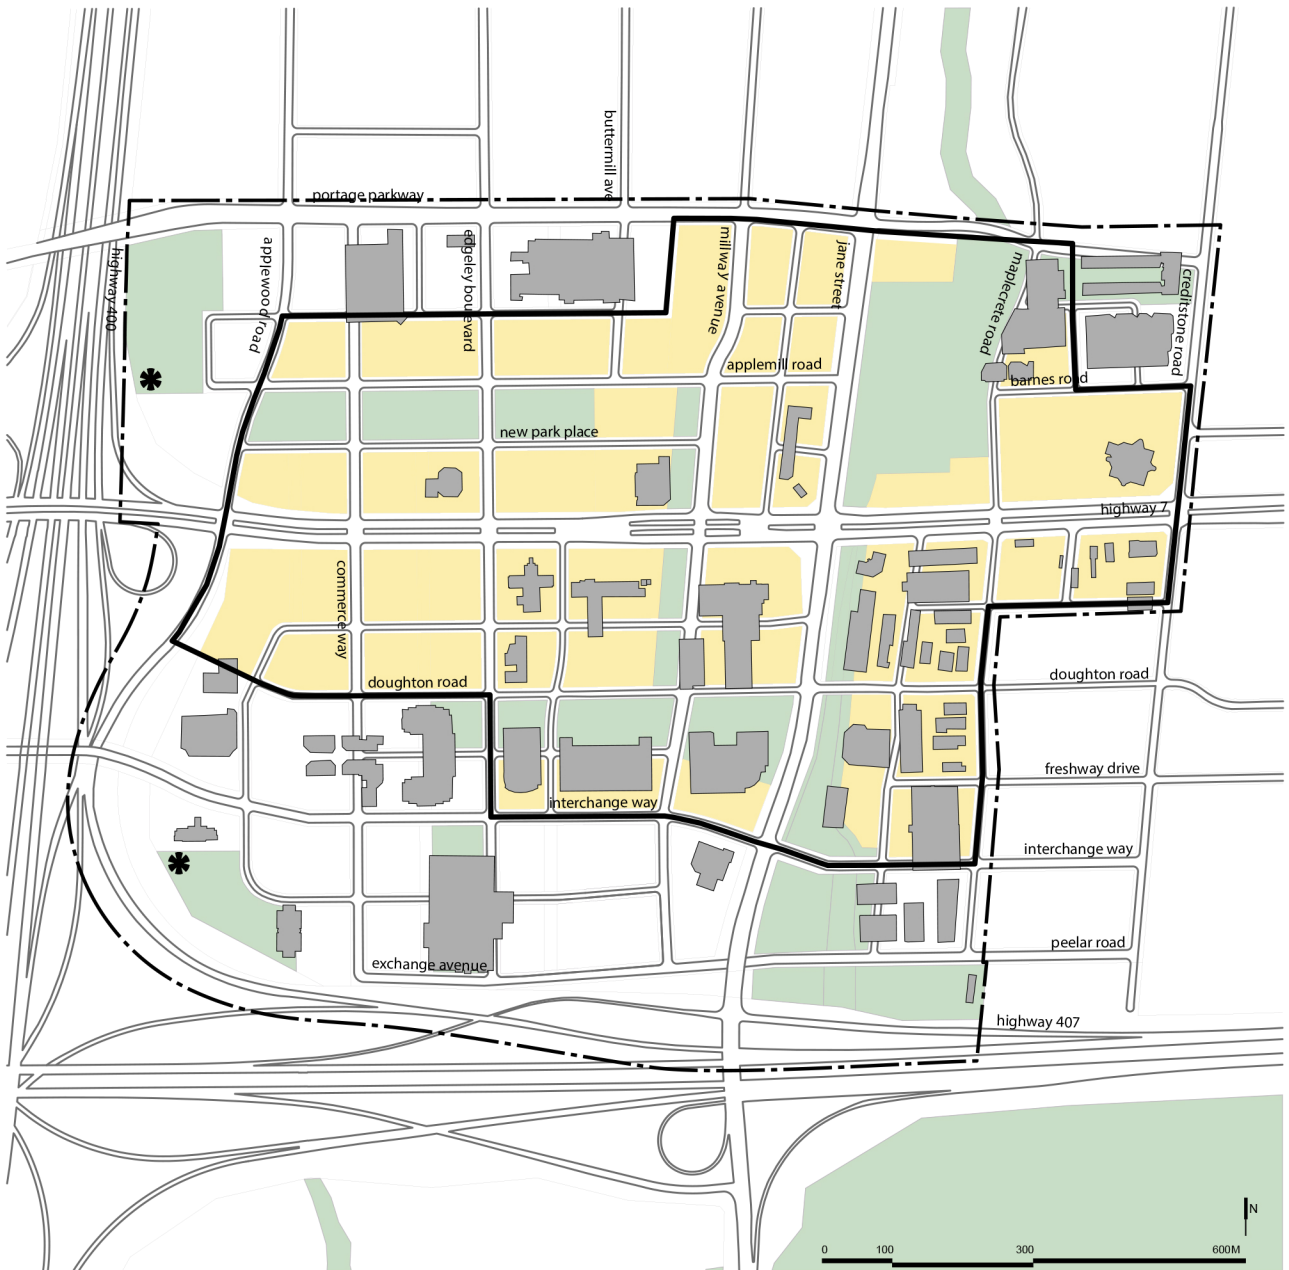 buttermill ave
portage parkway
highway 400
applewood road
edgeley boulevard
millway avenue
jane street
maplecrete road
creditstone road
applemill road
barnes road
new park place
highway 7
commerce way
doughton road
doughton road
freshway drive
interchange way
interchange way
peelar road
exchange avenue
highway 407
N
0 100 300 600M